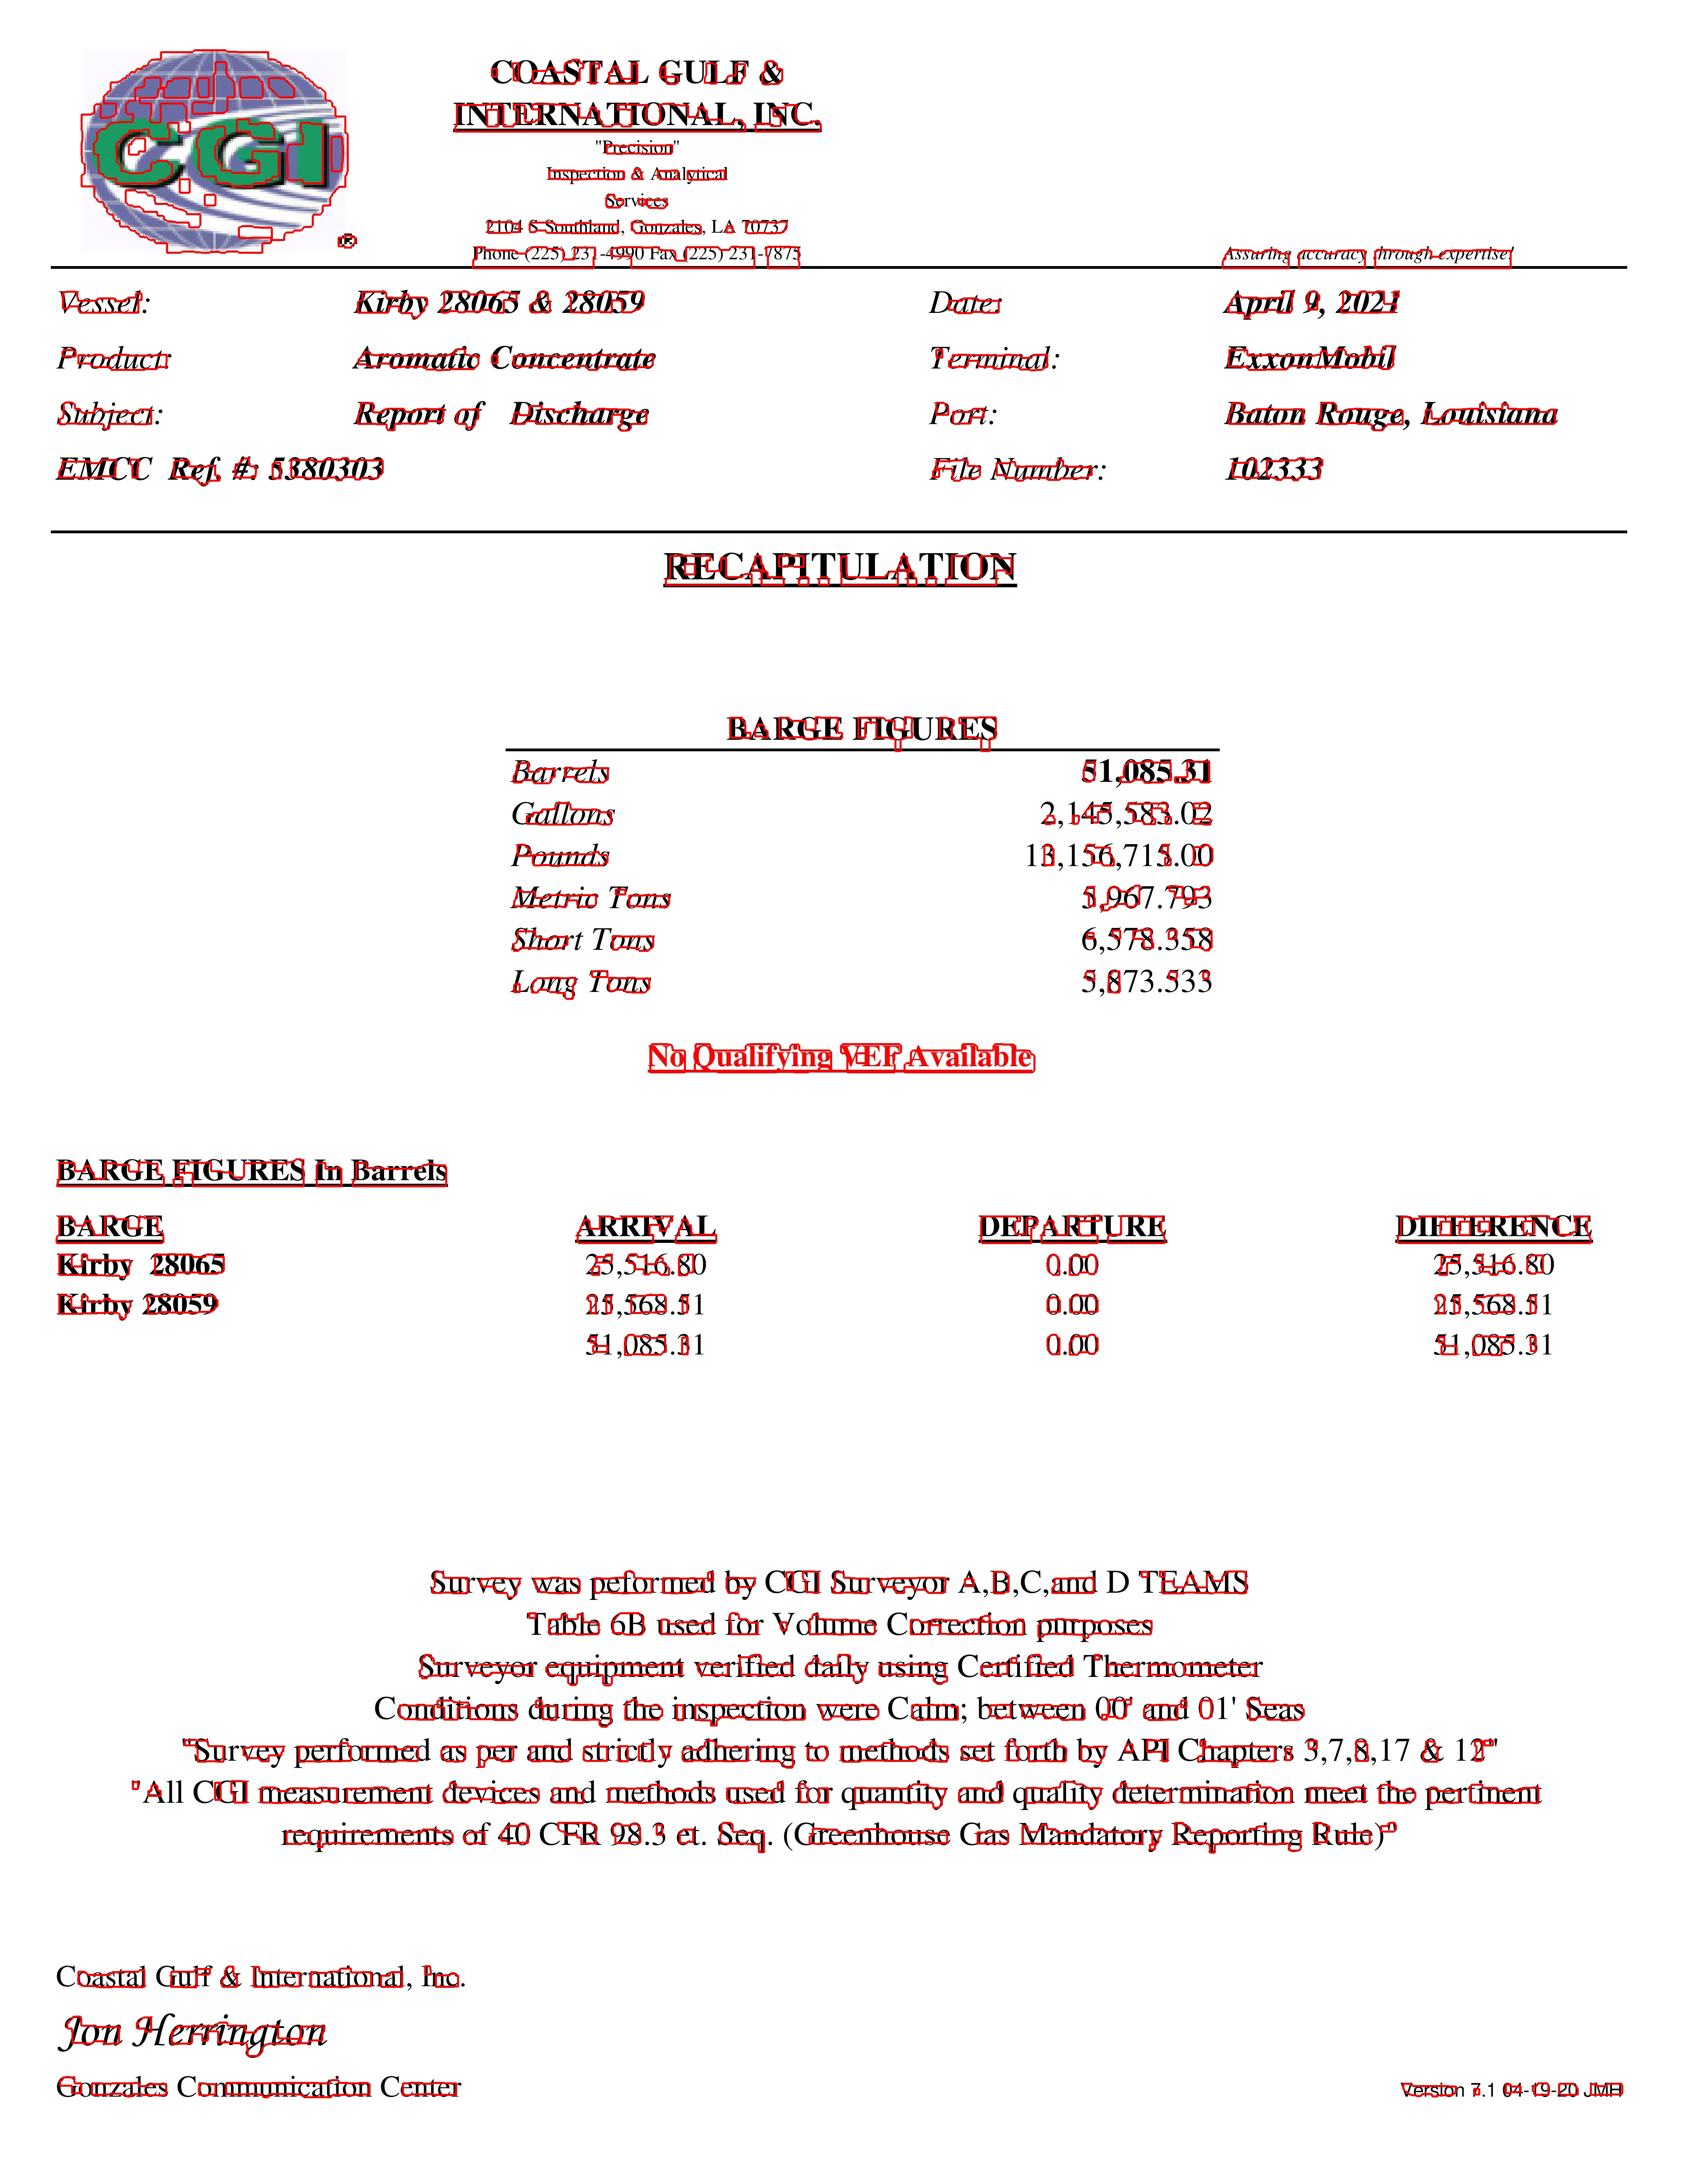 CGI
®
COASTAL GULF &
INTERNATIONAL, INC.
"Precision"
Inspection & Analytical
Services
2104 S Southland, Gonzales, LA 70737
Phone (225) 231-4990 Fax (225) 231-7875
Assuring accuracy through expertise!
Vessel: Kirby 28065 & 28059 Date: April 9, 2021
Product: Aromatic Concentrate Terminal: ExxonMobil
Subject: Report of Discharge Port: Baton Rouge, Louisiana
EMCC Ref. #: 5380303 File Number: 102333
RECAPITULATION
BARGE FIGURES
Barrels 51,085.31
Gallons 2,145,583.02
Pounds 13,156,715.00
Metric Tons 5,967.793
Short Tons 6,578.358
Long Tons 5,873.533
No Qualifying VEF Available
BARGE FIGURES In Barrels
BARGE ARRIVAL DEPARTURE DIFFERENCE
Kirby 28065 25,516.80 0.00 25,516.80
Kirby 28059 25,568.51 0.00 25,568.51
51,085.31 0.00 51,085.31
Survey was peformed by CGI Surveyor A,B,C,and D TEAMS
Table 6B used for Volume Correction purposes
Surveyor equipment verified daily using Certified Thermometer
Conditions during the inspection were Calm; between 00' and 01' Seas
"Survey performed as per and strictly adhering to methods set forth by API Chapters 3,7,8,17 & 12"
"All CGI measurement devices and methods used for quantity and quality determination meet the pertinent
requirements of 40 CFR 98.3 et. Seq. (Greenhouse Gas Mandatory Reporting Rule)"
Coastal Gulf & International, Inc.
Jon Herrington
Gonzales Communication Center
Version 7.1 04-19-20 JMH